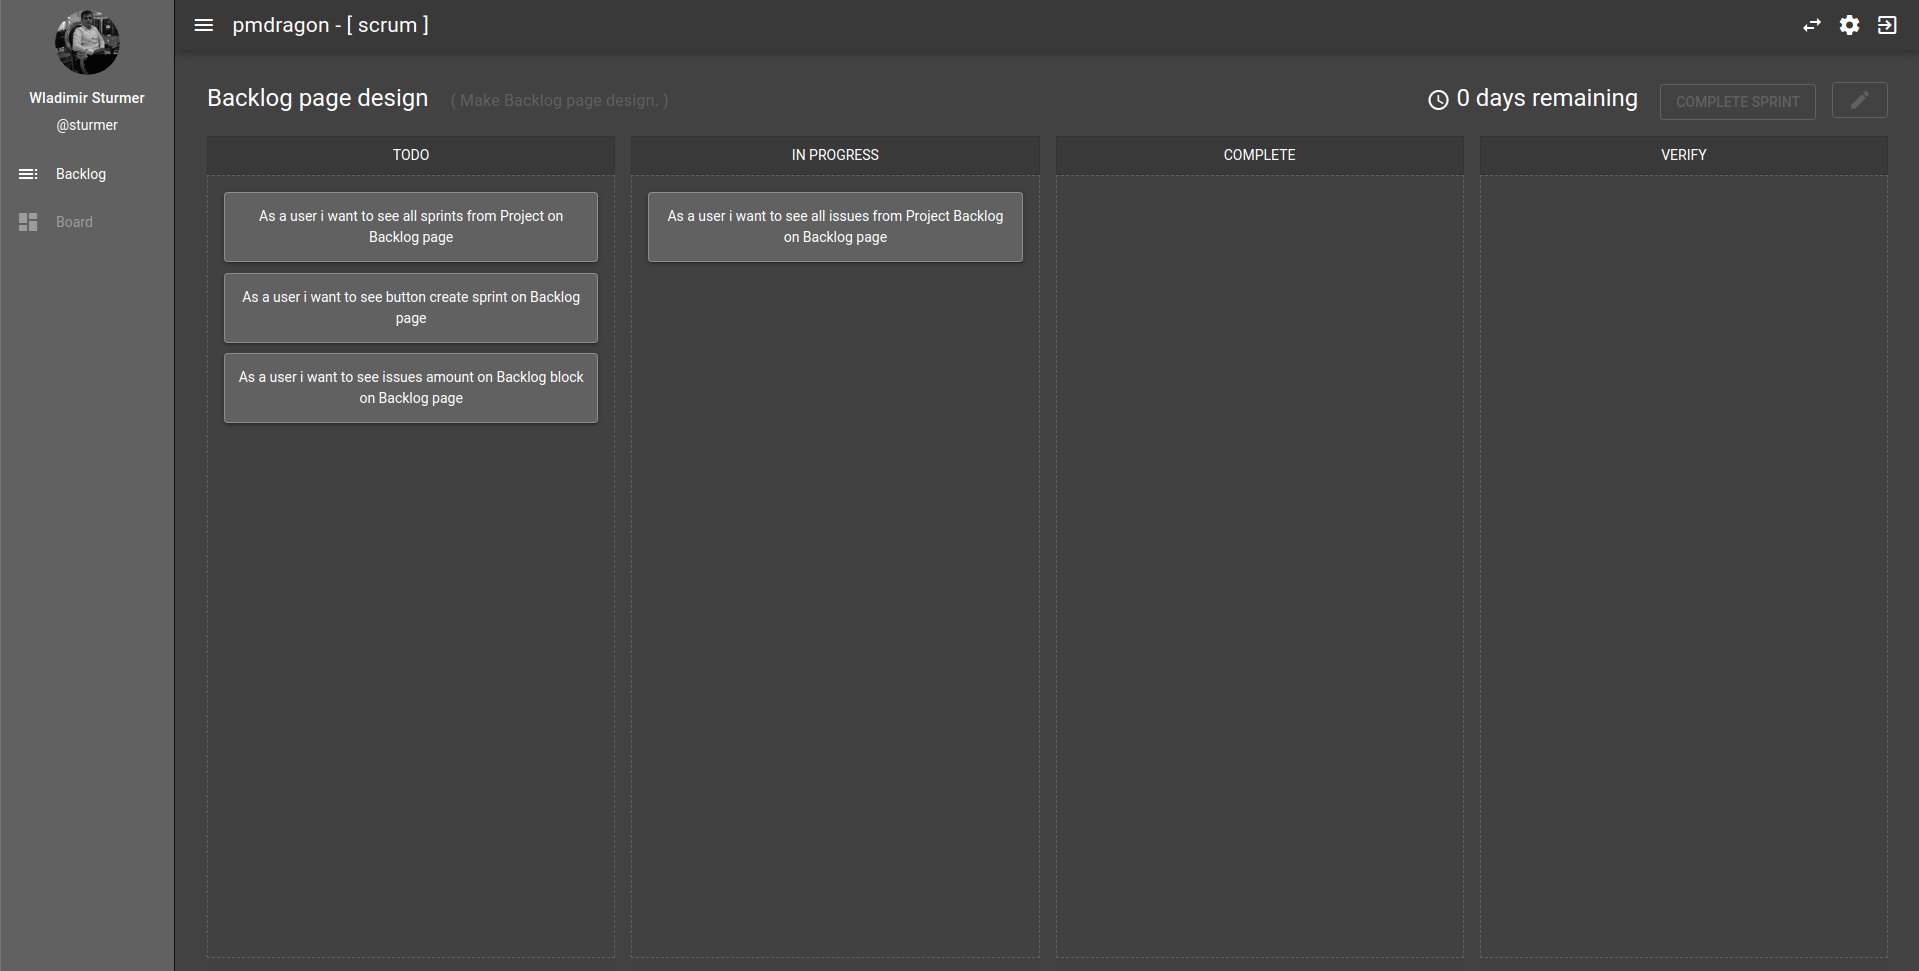 Wladimir Sturmer
@sturmer
Backlog
Board
pmdragon - [ scrum ]
Backlog page design
( Make Backlog page design. )
0 days remaining
COMPLETE SPRINT
TODO
As a user i want to see all sprints from Project on
Backlog page
As a user i want to see button create sprint on Backlog
page
As a user i want to see issues amount on Backlog block
on Backlog page
IN PROGRESS
As a user i want to see all issues from Project Backlog
on Backlog page
COMPLETE
VERIFY